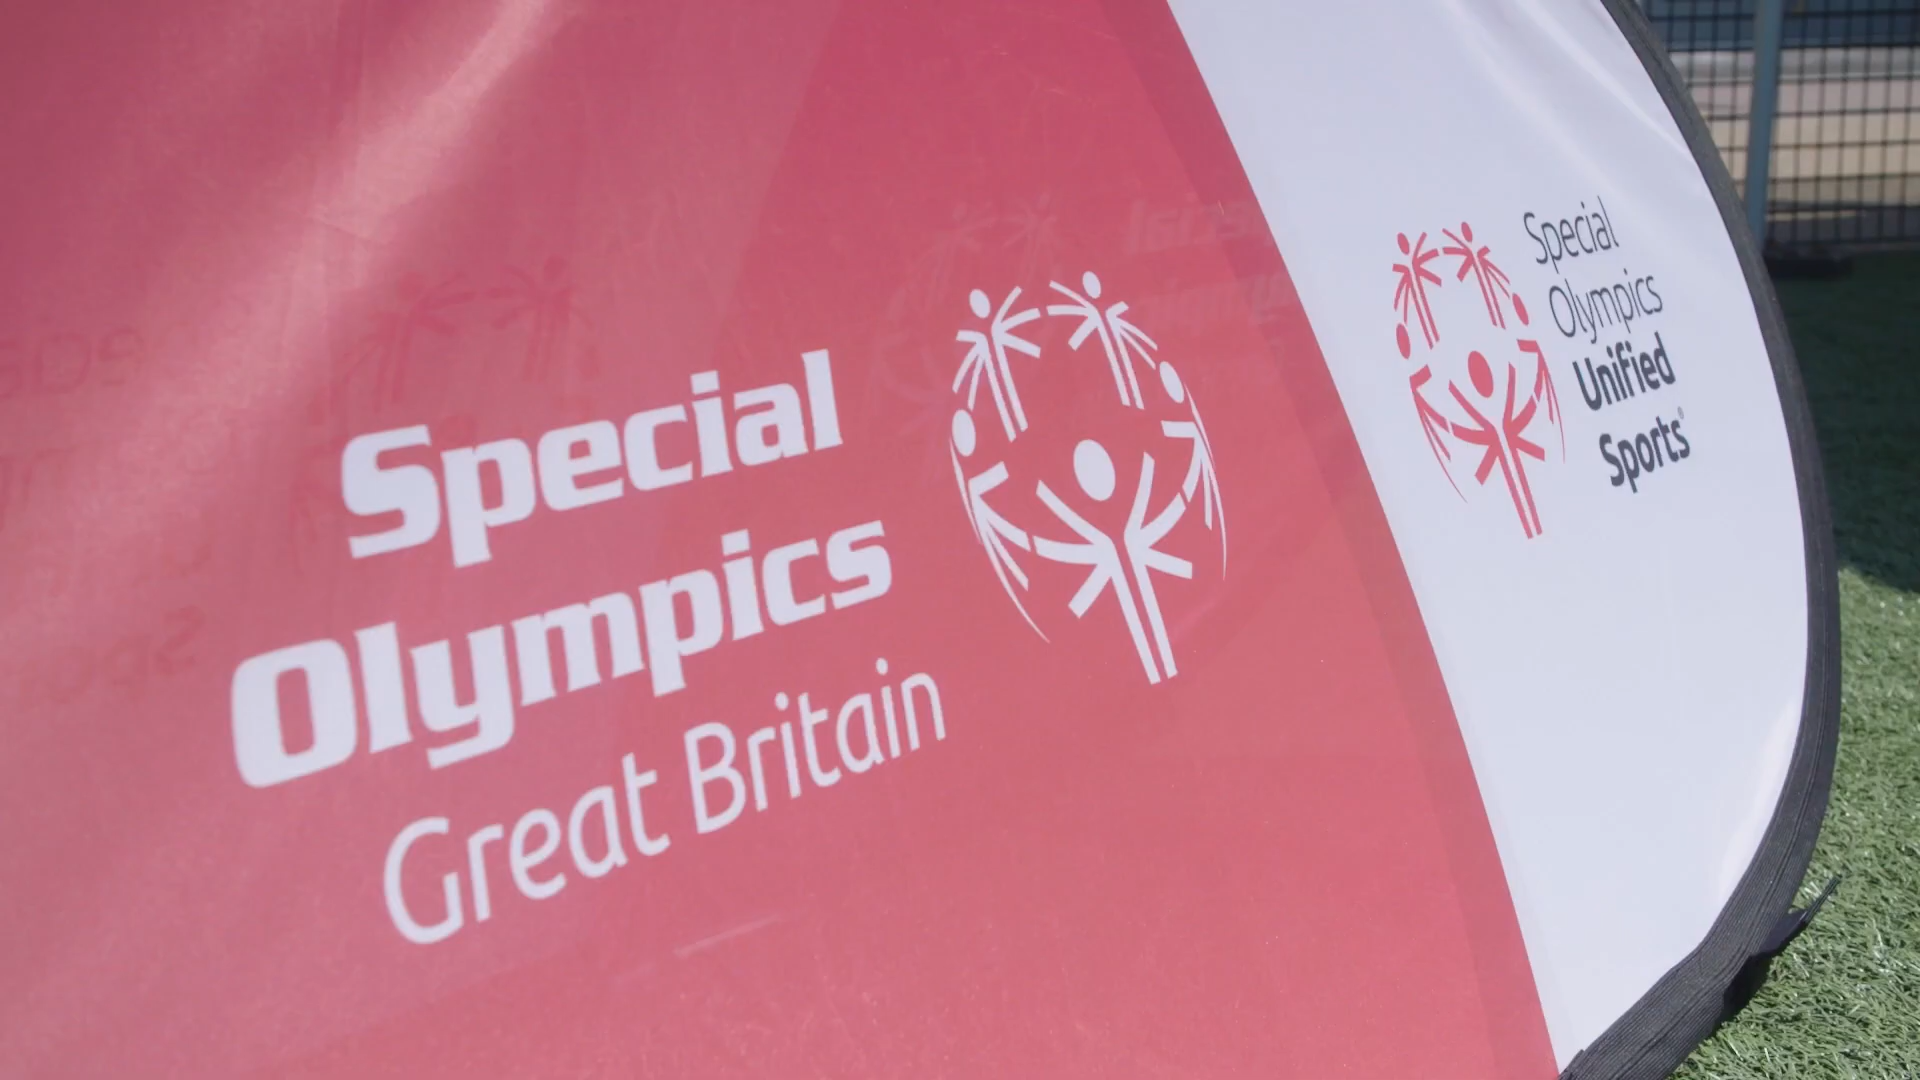 Special
Olympics
Great Britain
Special
Olympics
Unified
Sports®